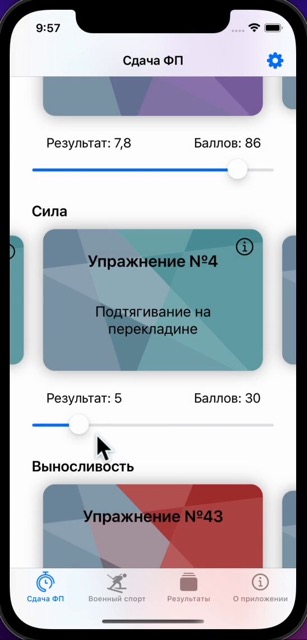 9:57
Сдача ФП
Результат: 7,8 Баллов: 86
Сила
Упражнение №4
Подтягивание на
перекладине
Результат: 5 Баллов: 30
Выносливость
Упражнение №43
Сдача ФП Военный спорт Результаты О приложении